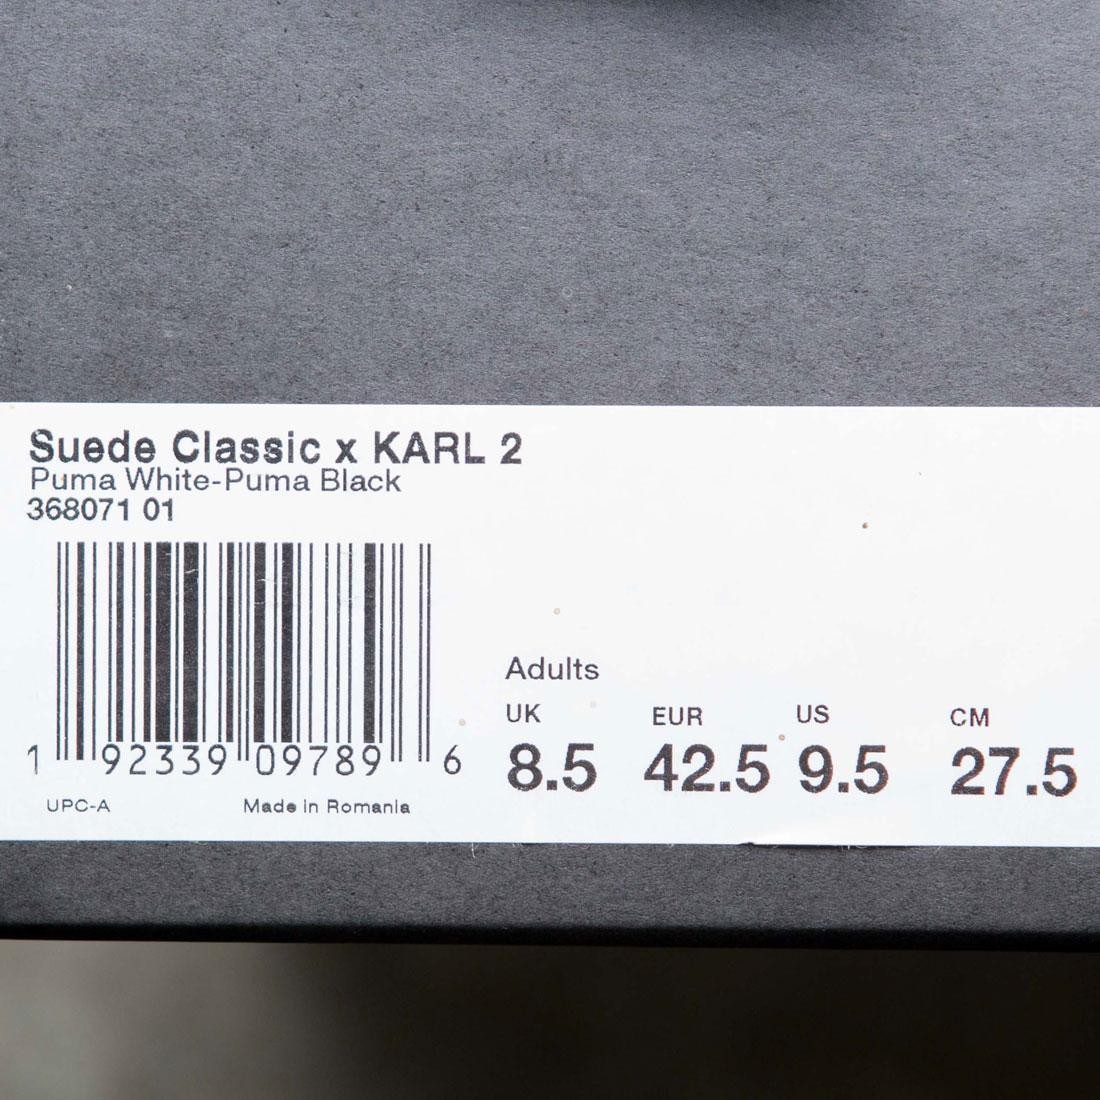 Suede Classic x KARL 2
Puma White-Puma Black
368071 01
1 92339 09789 6
UPC-A Made in Romania
Adults
UK EUR US CM
8.5 42.5 9.5 27.5